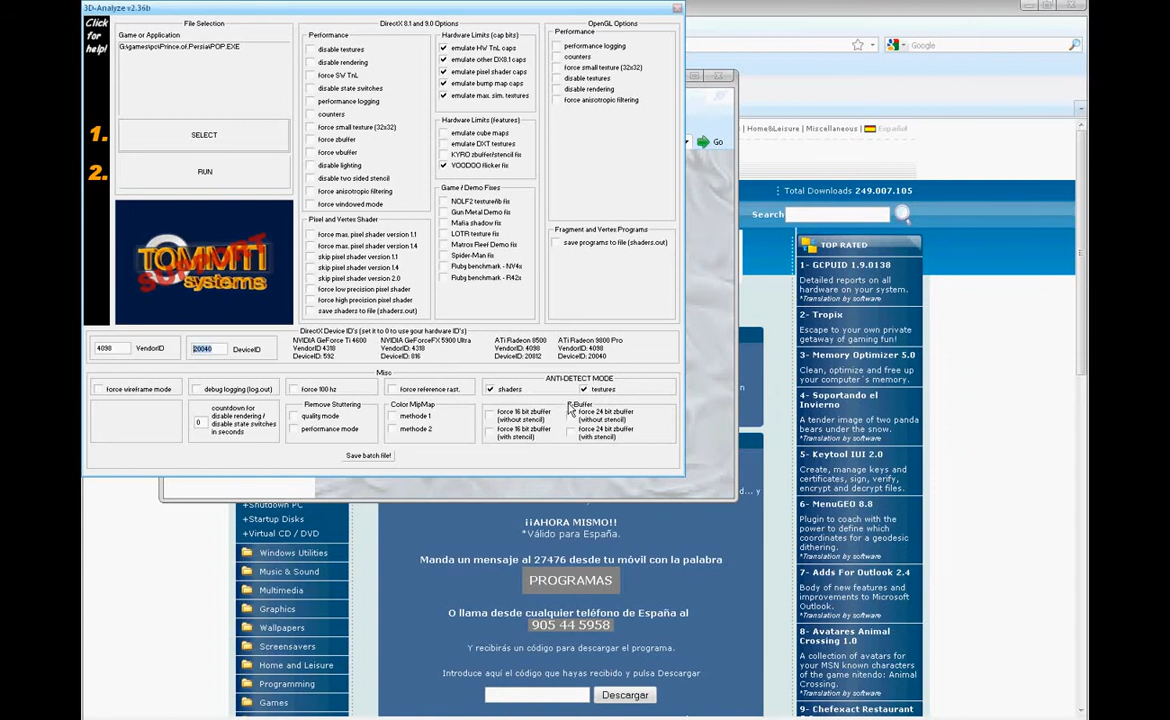 3D-Analyze v2.36b
Click
for
help!
1.
2.
File Selection
Game or Application
G:\games\pc\Prince.of.Persia\POP.EXE
SELECT
RUN
TOMMTI
systems
DirectX 8.1 and 9.0 Options
Performance
disable textures
disable rendering
force SW TnL
disable state switches
performance logging
counters
force small texture (32x32)
force zbuffer
force vbuffer
disable lighting
disable two sided stencil
force anisotropic filtering
force windowed mode
Pixel and Vertex Shader
force max. pixel shader version 1.1
force max. pixel shader version 1.4
skip pixel shader version 1.1
skip pixel shader version 1.4
skip pixel shader version 2.0
force low precision pixel shader
force high precision pixel shader
save shaders to file (shaders.out)
Hardware Limits (cap bits)
emulate HW TnL caps
emulate other DX8.1 caps
emulate pixel shader caps
emulate bump map caps
emulate max. sim. textures
Hardware Limits (features)
emulate cube maps
emulate DXT textures
KYRO zbuffer/stencil fix
VOODOO flicker fix
Game / Demo Fixes
NOLF2 texture/lib fix
Gun Metal Demo fix
Mafia shadow fix
LOTR texture fix
Matrox Reef Demo fix
Spider-Man fix
Ruby benchmark - NV4x
Ruby benchmark - R42x
OpenGL Options
Performance
performance logging
counters
force small texture (32x32)
disable textures
disable rendering
force anisotropic filtering
Fragment and Vertex Programs
save programs to file (shaders.out)
DirectX Device ID's (set it to 0 to use your hardware ID's)
4098 VendorID
20040 DeviceID
NVIDIA GeForce Ti 4600
VendorID: 4318
DeviceID: 592
NVIDIA GeForceFX 5900 Ultra
VendorID: 4318
DeviceID: 816
ATi Radeon 8500
VendorID: 4098
DeviceID: 20812
ATi Radeon 9800 Pro
VendorID: 4098
DeviceID: 20040
Misc
force wireframe mode
debug logging (log.out)
force 100 hz
force reference rast.
ANTI-DETECT MODE
shaders
textures
0
countdown for
disable rendering /
disable state switches
in seconds
Remove Stuttering
quality mode
performance mode
Color MipMap
methode 1
methode 2
Buffer
force 16 bit zbuffer
(without stencil)
force 16 bit zbuffer
(with stencil)
force 24 bit zbuffer
(without stencil)
force 24 bit zbuffer
(with stencil)
Save batch file!
Google
Go
| Home&Leisure | Miscellaneous | Español
Total Downloads 249.007.105
Search
TOP RATED
1- GCPUID 1.9.0138
Detailed reports on all
hardware on your system.
*Translation by software
2- Tropix
Escape to your own private
getaway of gaming fun!
3- Memory Optimizer 5.0
Clean, optimize and free up
your computer´s memory.
4- Soportando el
Invierno
A tender image of two panda
bears under the snow.
5- Keytool IUI 2.0
Create, manage keys and
certificates, sign, verify,
encrypt and decrypt files.
6- MenuGEO 8.8
Plugin to coach with the
power to define which
conditions for a geodesic
dithering.
*Translation by software
7- Adds For Outlook 2.4
Body of new features and
improvements to Microsoft
Outlook.
*Translation by software
8- Avatares Animal
Crossing 1.0
A collection of avatars for
your MSN known characters
of the game nitendo: Animal
Crossing.
*Translation by software
9- Chefexact Restaurant
+Shutdown PC
+Startup Disks
+Virtual CD / DVD
Windows Utilities
Music & Sound
Multimedia
Graphics
Wallpapers
Screensavers
Home and Leisure
Programming
Games
... y
¡¡AHORA MISMO!!
*Válido para España.
Manda un mensaje al 27476 desde tu móvil con la palabra
PROGRAMAS
O llama desde cualquier teléfono de España al
905 44 5958
Y recibirás un código para descargar el programa.
Introduce aquí el código que hayas recibido y pulsa Descargar
Descargar